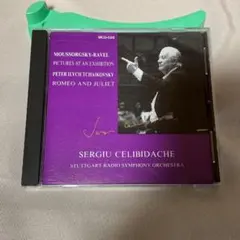 MOUSSORGSKY-RAVEL
PICTURES AT AN EXHIBITION
PETER ILYICH TCHAIKOVSKY
ROMEO AND JULIET
SERGIU CELIBIDACHE
STUTTGART RADIO SYMPHONY ORCHESTRA